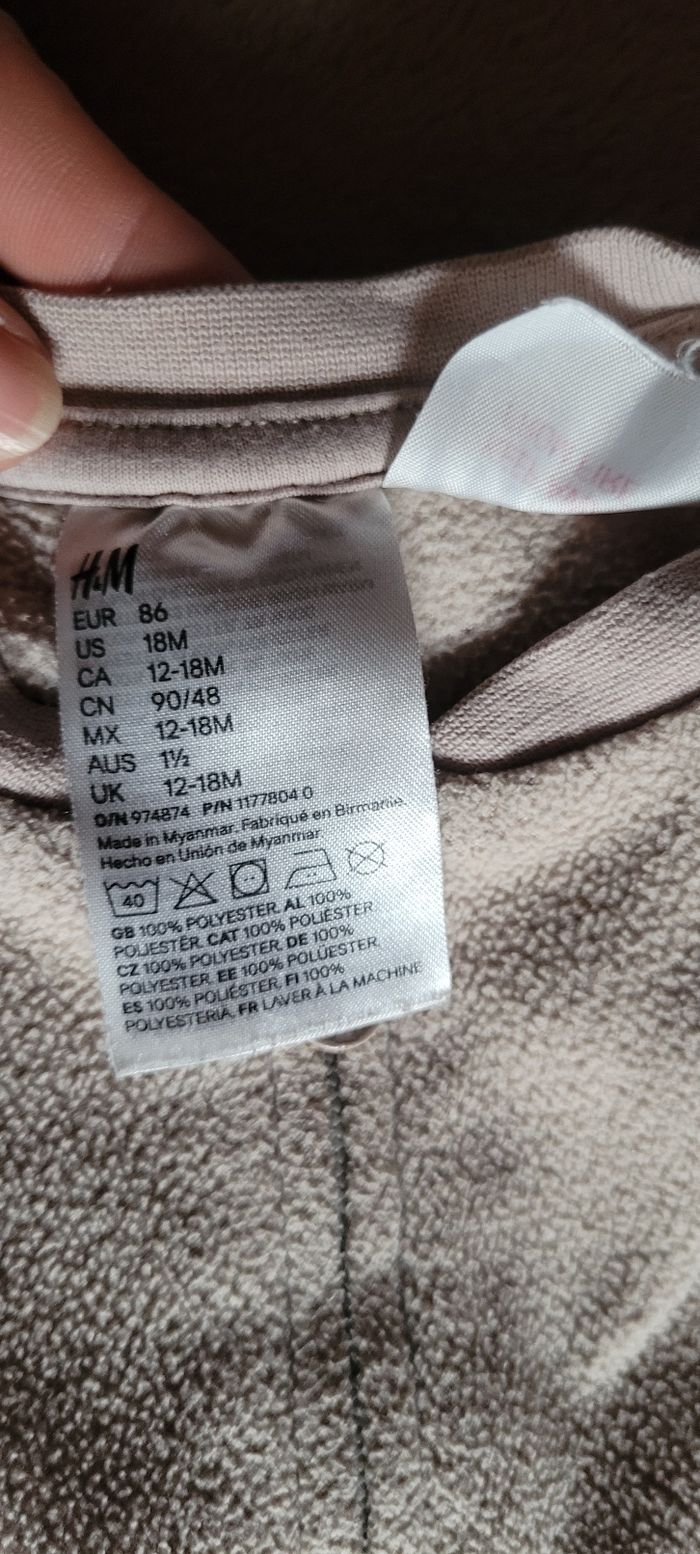 H&M
EUR 86
US 18M
CA 12-18M
CN 90/48
MX 12-18M
AUS 1½
UK 12-18M
O/N 974874 P/N 1177804 0
Made in Myanmar. Fabriqué en Birmanie.
Hecho en Unión de Myanmar
40
GB 100% POLYESTER. AL 100%
POLIESTËR. CAT 100% POLIÈSTER
CZ 100% POLYESTER. DE 100%
POLYESTER. EE 100% POLÜESTER.
ES 100% POLIÉSTER. FI 100%
POLYESTERIA. FR LAVER À LA MACHINE